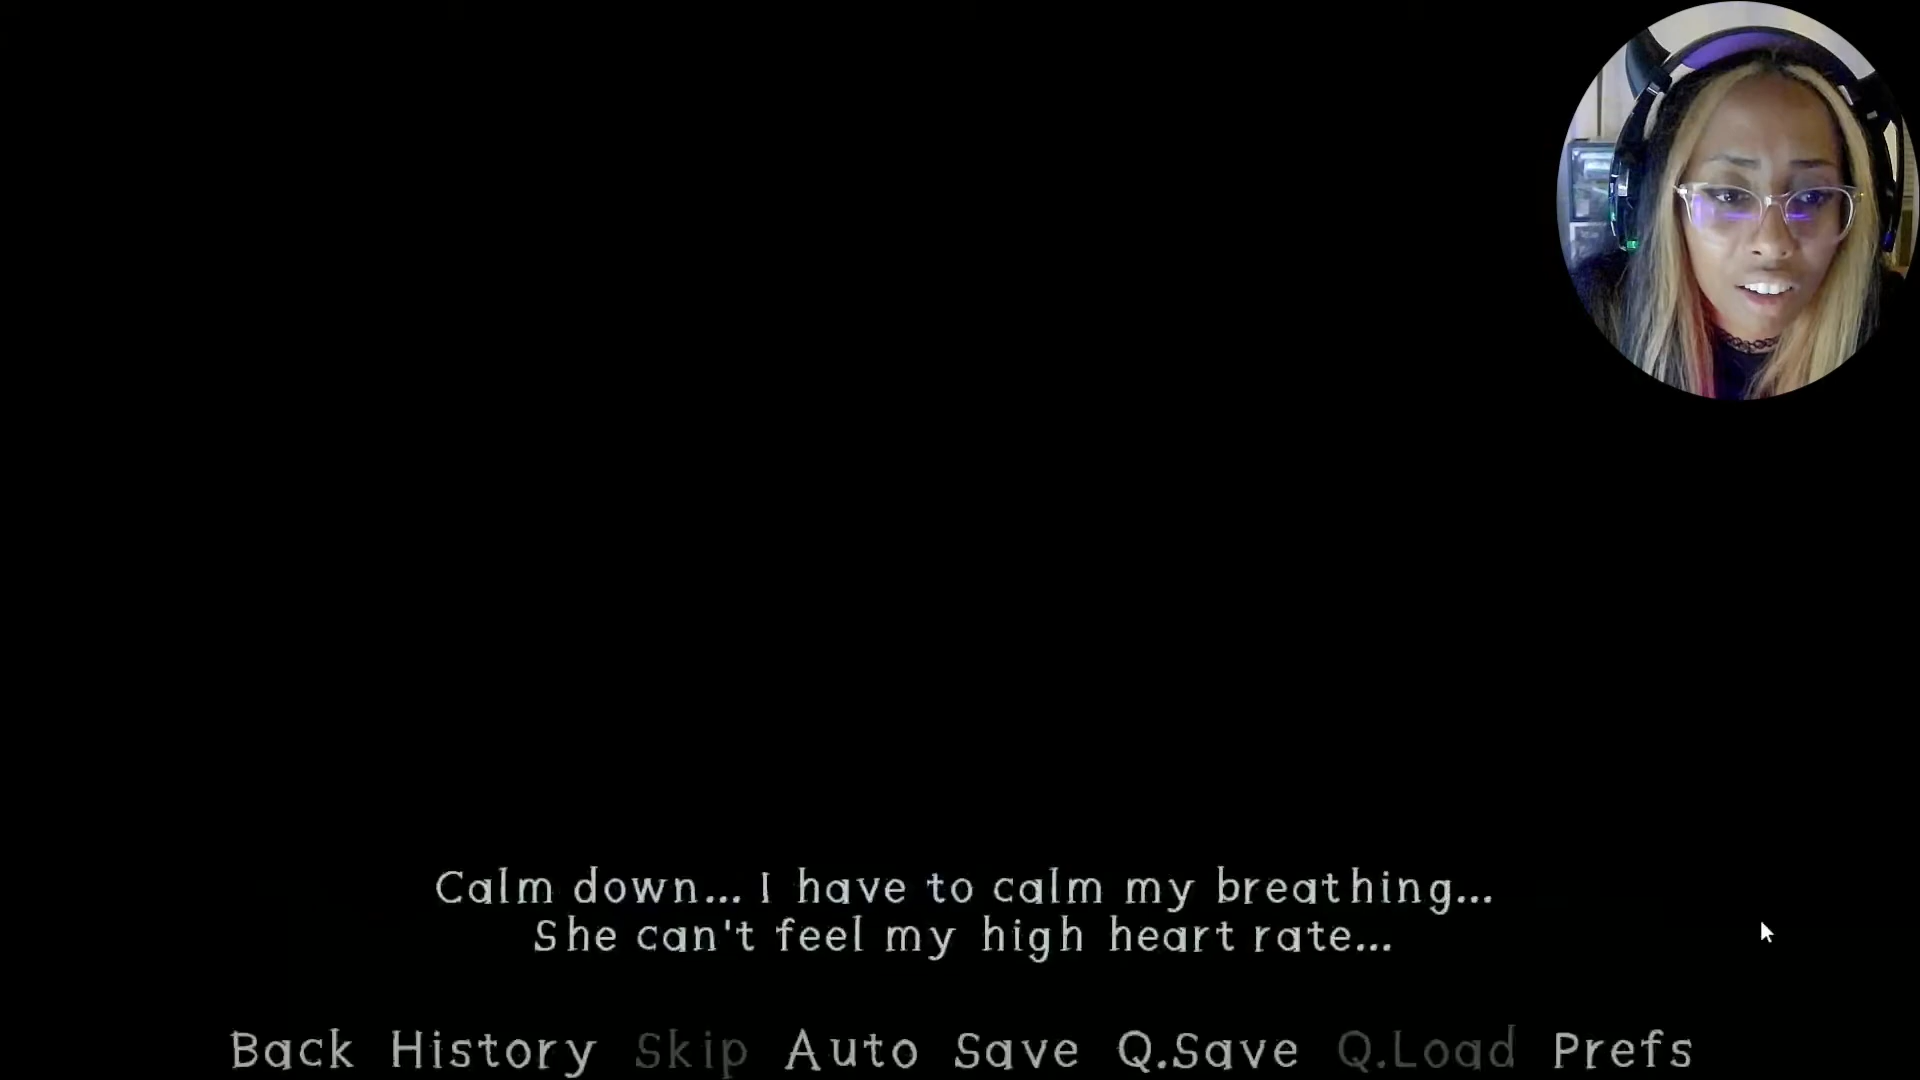 Calm down... I have to calm my breathing...
She can't feel my high heart rate...
Back History Skip Auto Save Q.Save Q.Load Prefs